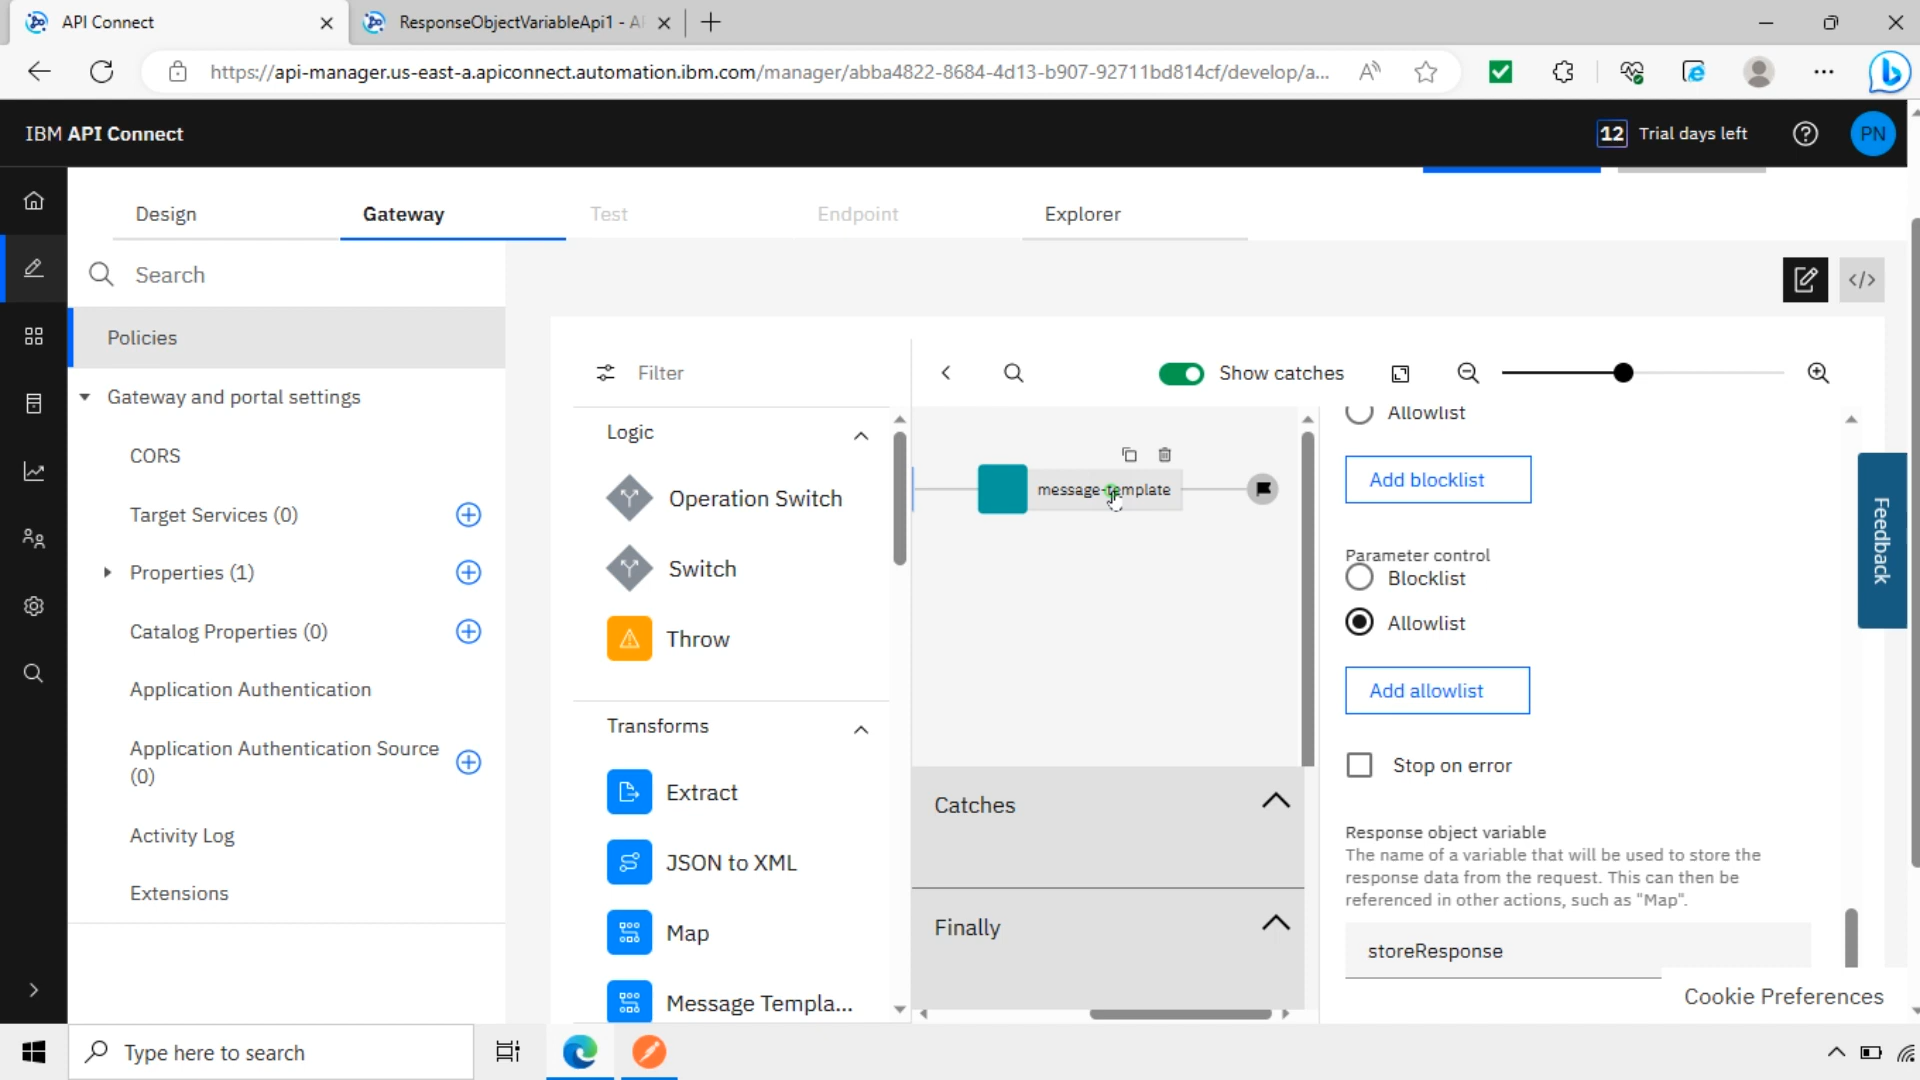 API Connect
ResponseObjectVariableApi1 - A
https://api-manager.us-east-a.apiconnect.automation.ibm.com/manager/abba4822-8684-4d13-b907-92711bd814cf/develop/a...
IBM API Connect
12 Trial days left
PN
Design
Gateway
Test
Endpoint
Explorer
Search
Policies
Gateway and portal settings
CORS
Target Services (0)
Properties (1)
Catalog Properties (0)
Application Authentication
Application Authentication Source
(0)
Activity Log
Extensions
Filter
Show catches
Logic
Operation Switch
Switch
Throw
Transforms
Extract
JSON to XML
Map
Message Templa...
message-template
Catches
Finally
Allowlist
Add blocklist
Parameter control
Blocklist
Allowlist
Add allowlist
Stop on error
Response object variable
The name of a variable that will be used to store the
response data from the request. This can then be
referenced in other actions, such as "Map".
storeResponse
Feedback
Cookie Preferences
Type here to search